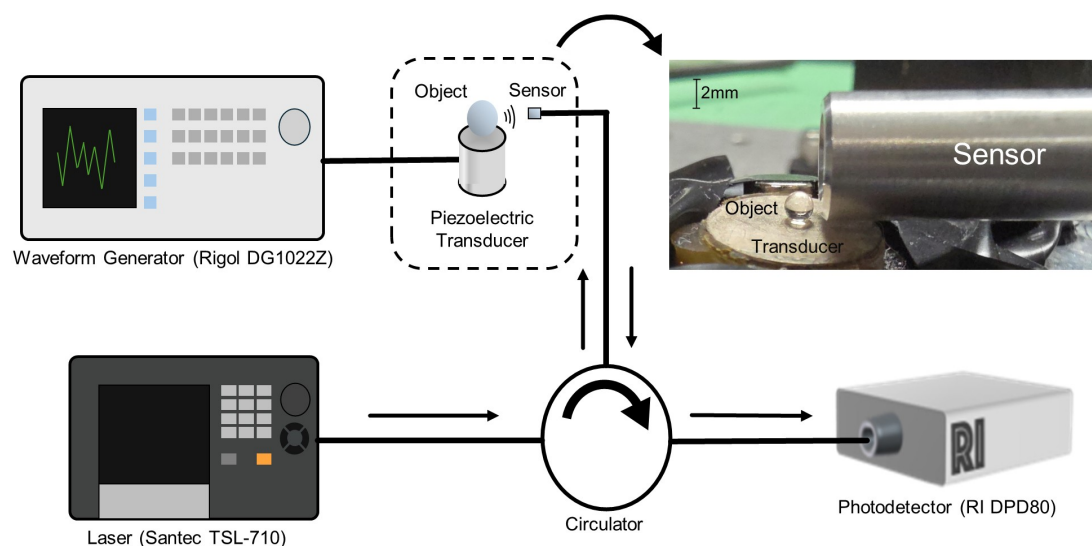 Object
Sensor
2mm
Sensor
Object
Transducer
Piezoelectric
Transducer
Waveform Generator (Rigol DG1022Z)
RI
Photodetector (RI DPD80)
Circulator
Laser (Santec TSL-710)